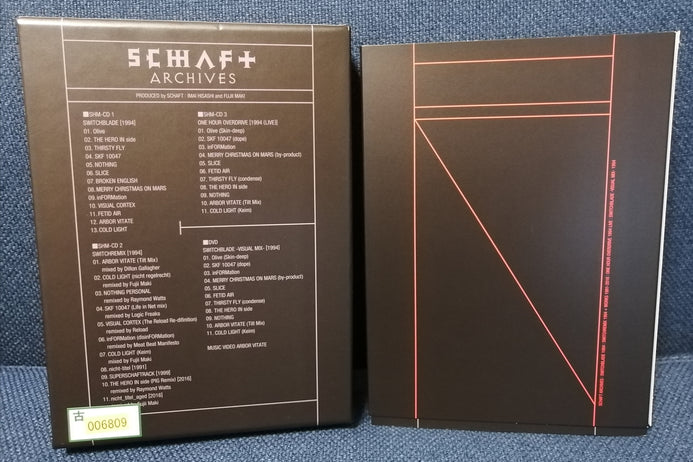 SCHAFT
ARCHIVES
PRODUCED by SCHAFT : IMAI HISASHI and FUJII MAKI
■SHM-CD 1
SWITCHBLADE [1994]
01. Olive
02. THE HERO IN side
03. THIRSTY FLY
04. SKF 10047
05. NOTHING
06. SLICE
07. BROKEN ENGLISH
08. MERRY CHRISTMAS ON MARS
09. inFORMation
10. VISUAL CORTEX
11. FETID AIR
12. ARBOR VITATE
13. COLD LIGHT
■SHM-CD 2
SWITCHREMIX [1994]
01. ARBOR VITATE (Tilt Mix)
mixed by Dillon Gallagher
02. COLD LIGHT (nicht regelrecht)
remixed by Fujii Maki
03. NOTHING PERSONAL
remixed by Raymond Watts
04. SKF 10047 (Life in Net mix)
remixed by Logic Freaks
05. VISUAL CORTEX (The Reload Re-difinition)
remixed by Reload
06. inFORMation (disinFORMation)
remixed by Meet Beat Manifesto
07. COLD LIGHT (Keim)
mixed by Fujii Maki
08. nicht-titel [1991]
09. SUPERSCHAFTRACK [1999]
10. THE HERO IN side (PIG Remix) [2016]
remixed by Raymond Watts
11. nicht_titel_aged [2016]
Maki
■SHM-CD 3
ONE HOUR OVERDRIVE [1994 (LIVE)]
01. Olive (Skin-deep)
02. SKF 10047 (dope)
03. inFORMation
04. MERRY CHRISTMAS ON MARS (by-product)
05. SLICE
06. FETID AIR
07. THIRSTY FLY (condense)
08. THE HERO IN side
09. NOTHING
10. ARBOR VITATE (Tilt Mix)
11. COLD LIGHT (Keim)
■DVD
SWITCHBLADE -VISUAL MIX- [1994]
01. Olive (Skin-deep)
02. SKF 10047 (dope)
03. inFORMation
04. MERRY CHRISTMAS ON MARS (by-product)
05. SLICE
06. FETID AIR
07. THIRSTY FLY (condense)
08. THE HERO IN side
09. NOTHING
10. ARBOR VITATE (Tilt Mix)
11. COLD LIGHT (Keim)
MUSIC VIDEO ARBOR VITATE
古
006809